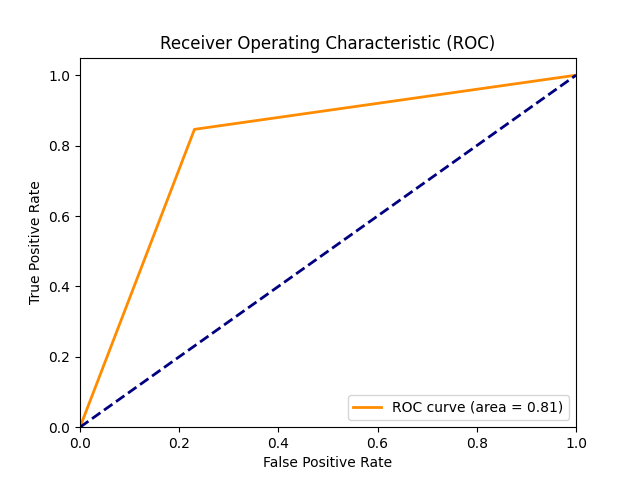 Receiver Operating Characteristic (ROC)
1.0
0.8
0.6
0.4
0.2
0.0
True Positive Rate
ROC curve (area = 0.81)
0.0 0.2 0.4 0.6 0.8 1.0
False Positive Rate